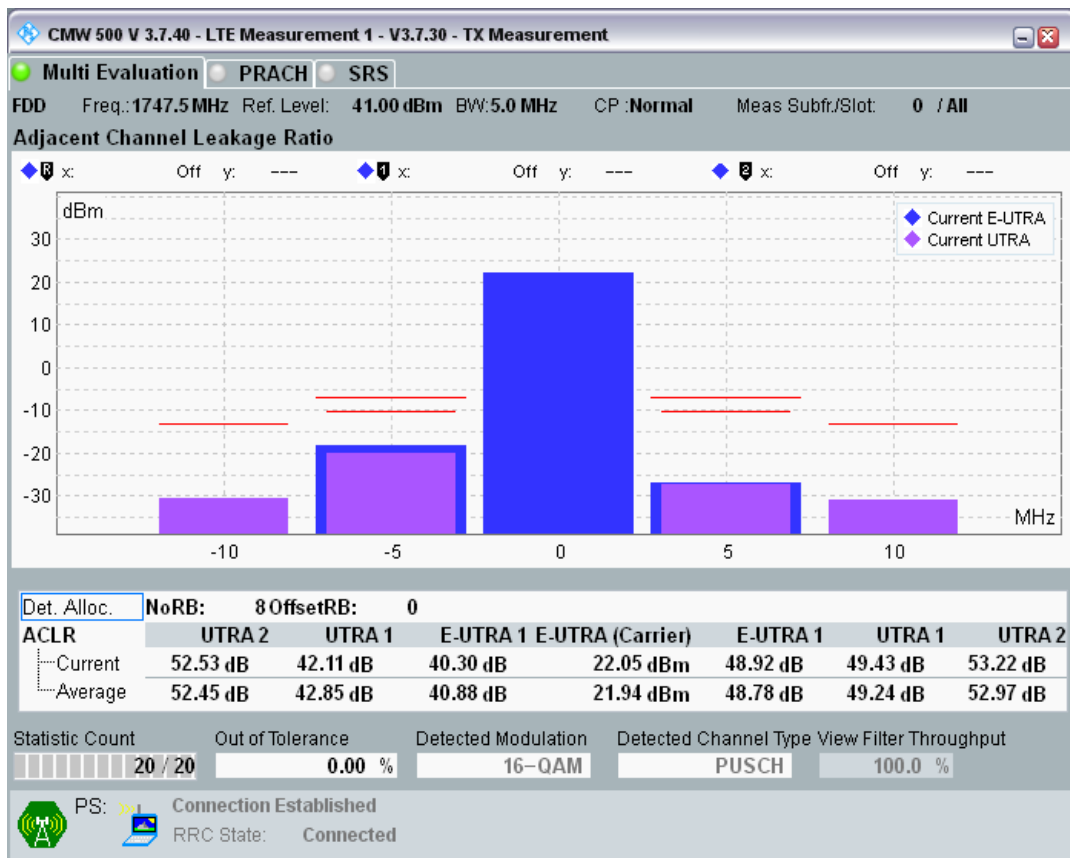 CMW 500 V 3.7.40 - LTE Measurement 1 - V3.7.30 - TX Measurement
Multi Evaluation PRACH SRS
FDD Freq.: 1747.5 MHz Ref. Level: 41.00 dBm BW: 5.0 MHz CP : Normal Meas Subfr./Slot: 0 / All
Adjacent Channel Leakage Ratio
R x: Off y: --- 1 x: Off y: --- 2 x: Off y: ---
dBm
Current E-UTRA
Current UTRA
30
20
10
0
-10
-20
-30
MHz
-10 -5 0 5 10
Det. Alloc. NoRB: 8 OffsetRB: 0
ACLR UTRA 2 UTRA 1 E-UTRA 1 E-UTRA (Carrier) E-UTRA 1 UTRA 1 UTRA 2
Current 52.53 dB 42.11 dB 40.30 dB 22.05 dBm 48.92 dB 49.43 dB 53.22 dB
Average 52.45 dB 42.85 dB 40.88 dB 21.94 dBm 48.78 dB 49.24 dB 52.97 dB
Statistic Count Out of Tolerance Detected Modulation Detected Channel Type View Filter Throughput
20 / 20 0.00 % 16-QAM PUSCH 100.0 %
PS: Connection Established
RRC State: Connected